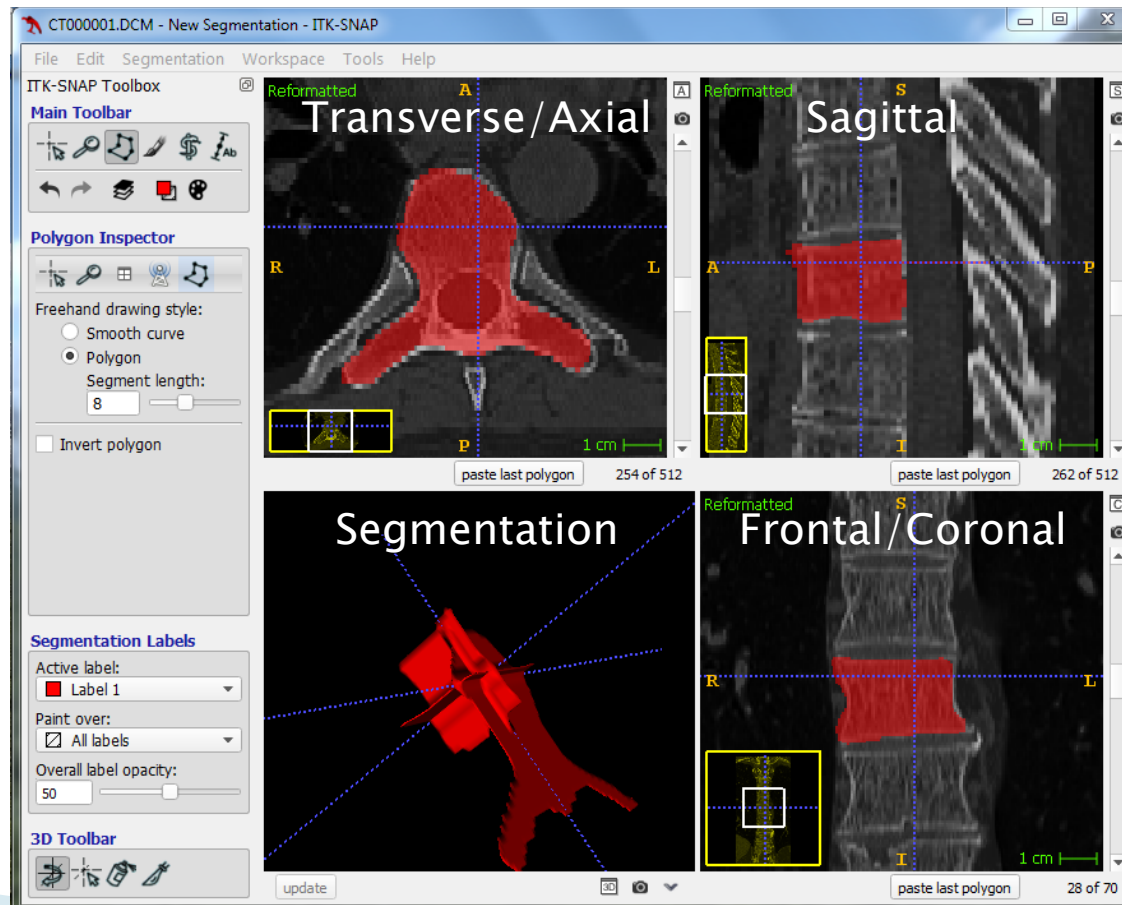 CT000001.DCM - New Segmentation - ITK-SNAP
File Edit Segmentation Workspace Tools Help
ITK-SNAP Toolbox
Main Toolbar
Ab
Polygon Inspector
Freehand drawing style:
Smooth curve
Polygon
Segment length:
8
Invert polygon
Segmentation Labels
Active label:
Label 1
Paint over:
All labels
Overall label opacity:
50
3D Toolbar
Reformatted
A
Transverse/Axial
R
L
P
1 cm
A
paste last polygon
254 of 512
Reformatted
S
Sagittal
A
P
I
1 cm
S
paste last polygon
262 of 512
Segmentation
update
3D
Reformatted
S
Frontal/Coronal
R
L
I
1 cm
C
paste last polygon
28 of 70